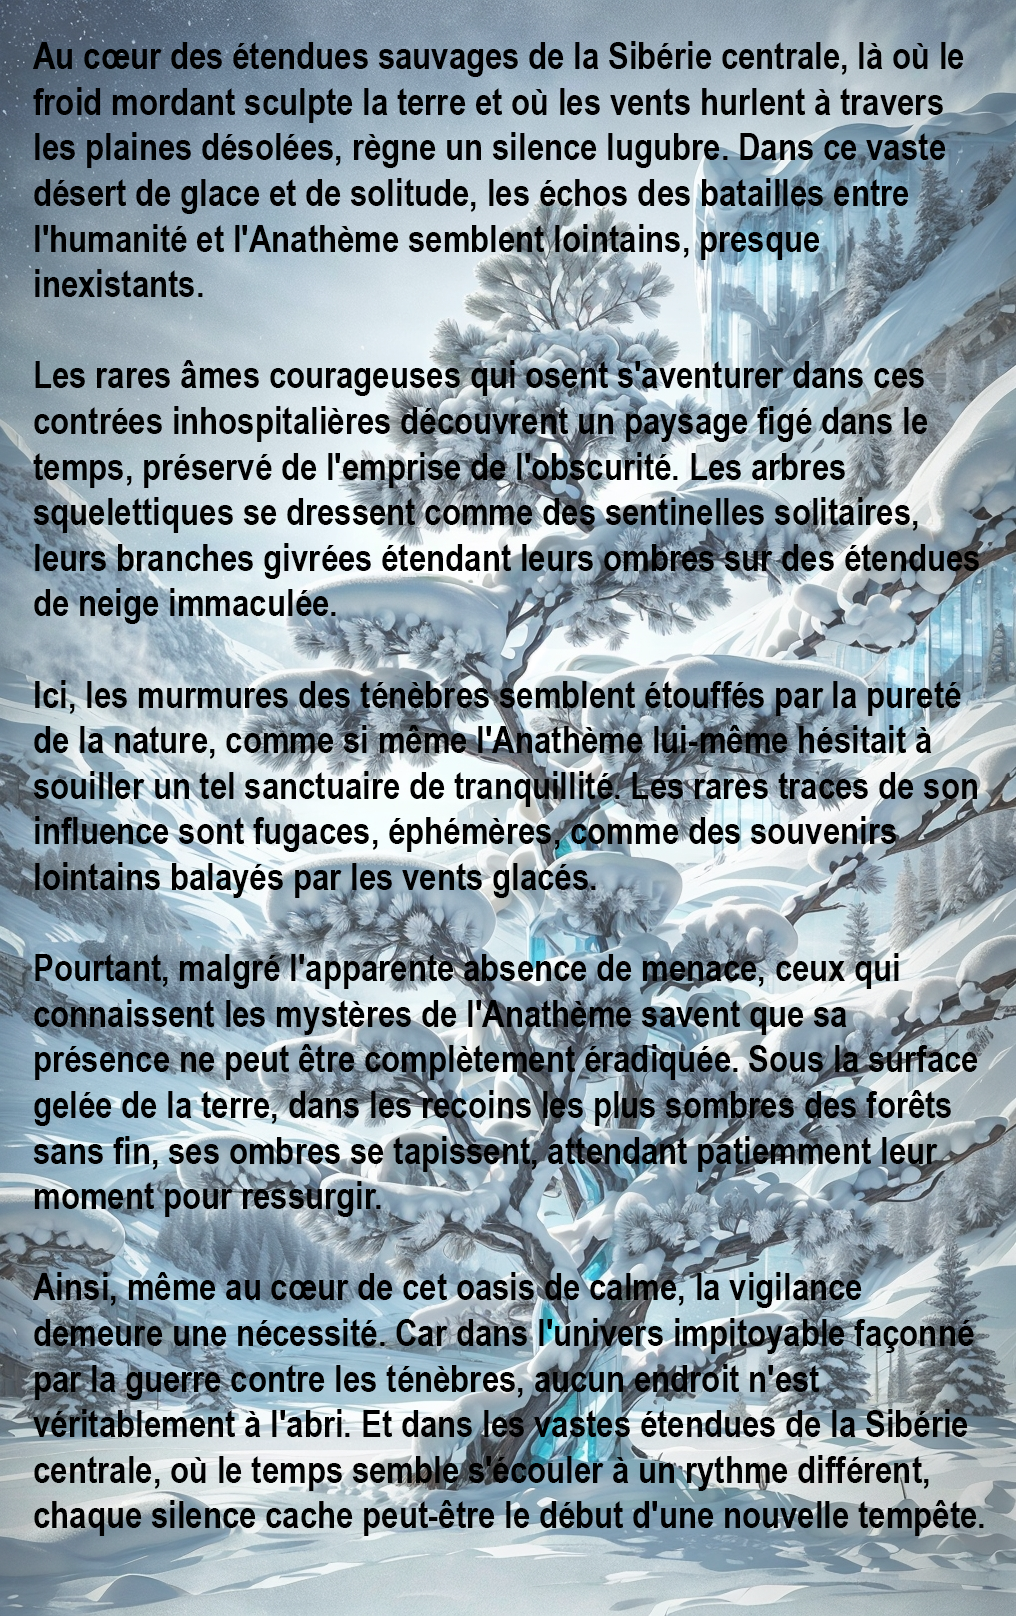 Au cœur des étendues sauvages de la Sibérie centrale, là où le
froid mordant sculpte la terre et où les vents hurlent à travers
les plaines désolées, règne un silence lugubre. Dans ce vaste
désert de glace et de solitude, les échos des batailles entre
l'humanité et l'Anathème semblent lointains, presque
inexistants.
Les rares âmes courageuses qui osent s'aventurer dans ces
contrées inhospitalières découvrent un paysage figé dans le
temps, préservé de l'emprise de l'obscurité. Les arbres
squelettiques se dressent comme des sentinelles solitaires,
leurs branches givrées étendant leurs ombres sur des étendues
de neige immaculée.
Ici, les murmures des ténèbres semblent étouffés par la pureté
de la nature, comme si même l'Anathème lui-même hésitait à
souiller un tel sanctuaire de tranquillité. Les rares traces de son
influence sont fugaces, éphémères, comme des souvenirs
lointains balayés par les vents glacés.
Pourtant, malgré l'apparente absence de menace, ceux qui
connaissent les mystères de l'Anathème savent que sa
présence ne peut être complètement éradiquée. Sous la surface
gelée de la terre, dans les recoins les plus sombres des forêts
sans fin, ses ombres se tapissent, attendant patiemment leur
moment pour ressurgir.
Ainsi, même au cœur de cet oasis de calme, la vigilance
demeure une nécessité. Car dans l'univers impitoyable façonné
par la guerre contre les ténèbres, aucun endroit n'est
véritablement à l'abri. Et dans les vastes étendues de la Sibérie
centrale, où le temps semble s'écouler à un rythme différent,
chaque silence cache peut-être le début d'une nouvelle tempête.